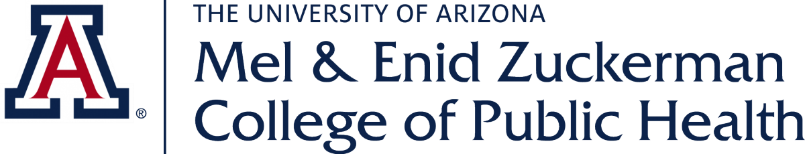 A®
THE UNIVERSITY OF ARIZONA
Mel & Enid Zuckerman
College of Public Health